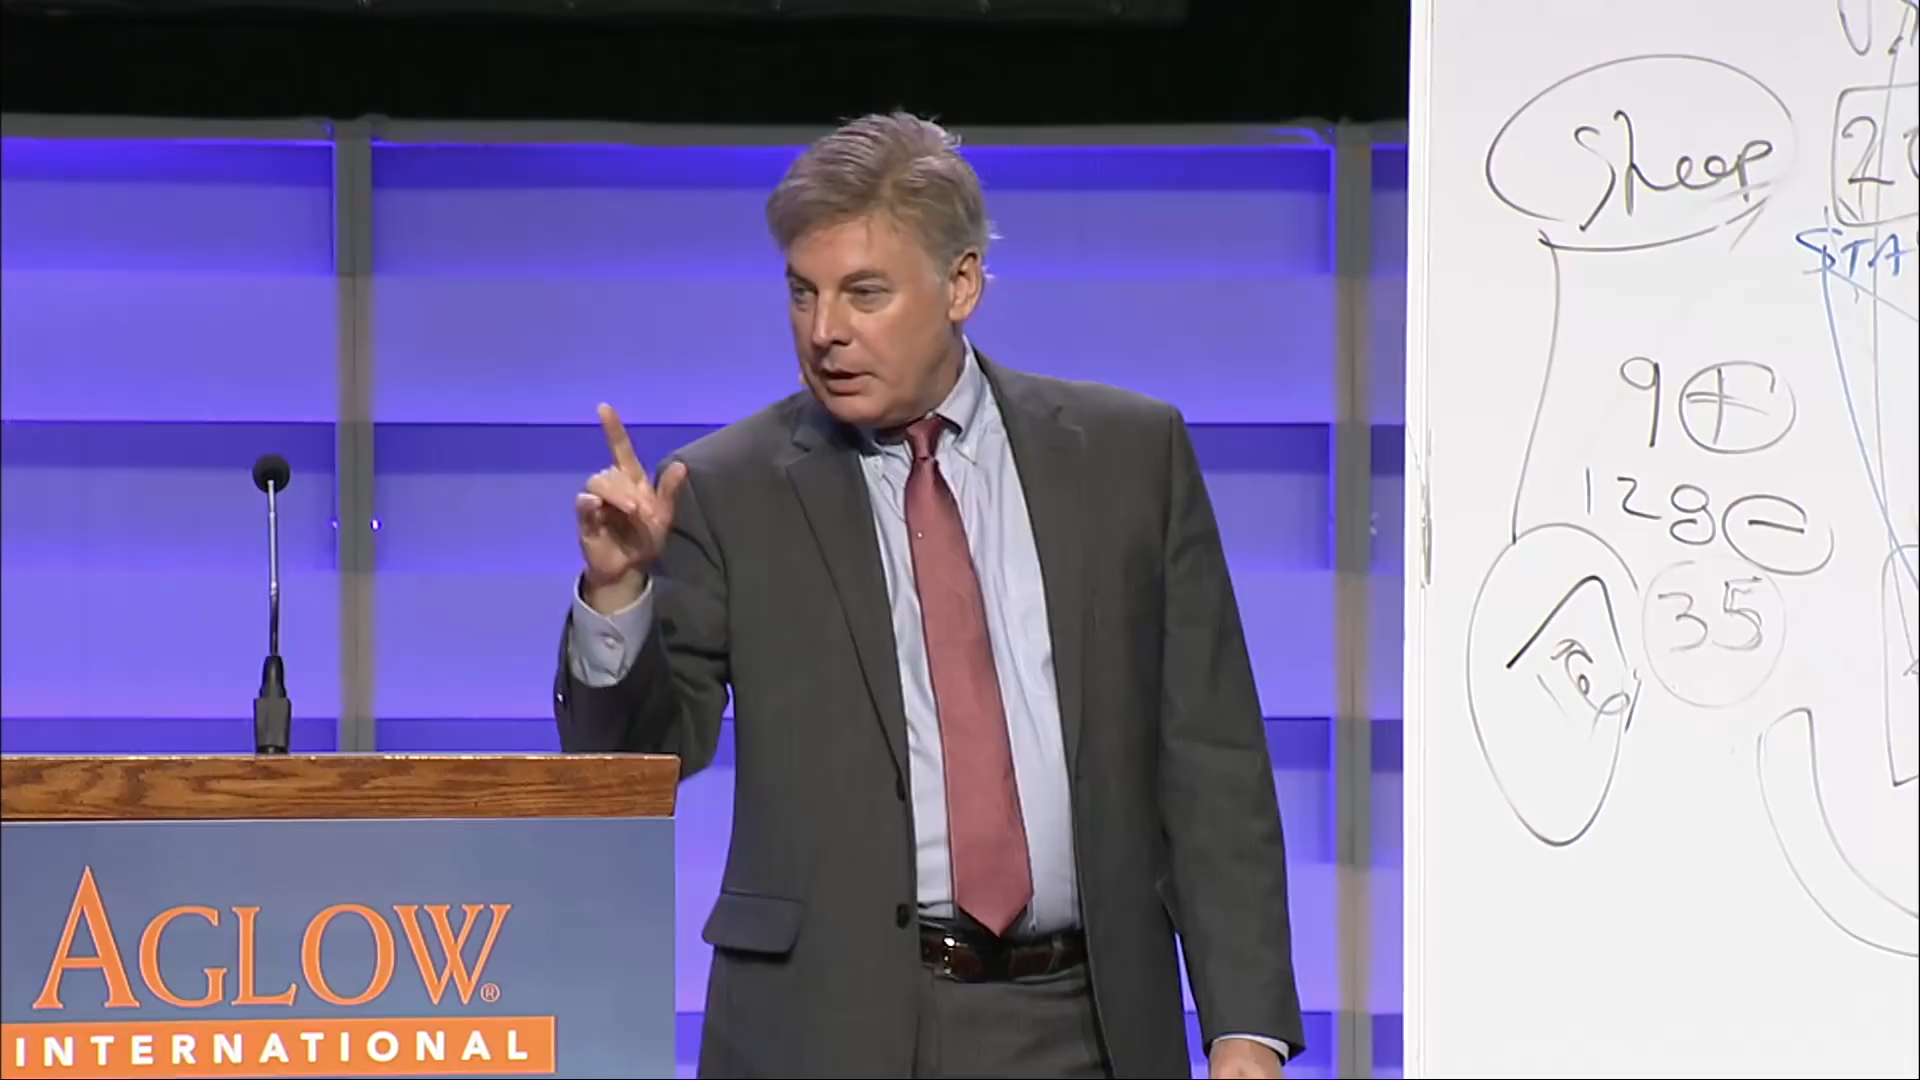 AGLOW®
INTERNATIONAL
Sheep
2
STA
9 +
128 -
35